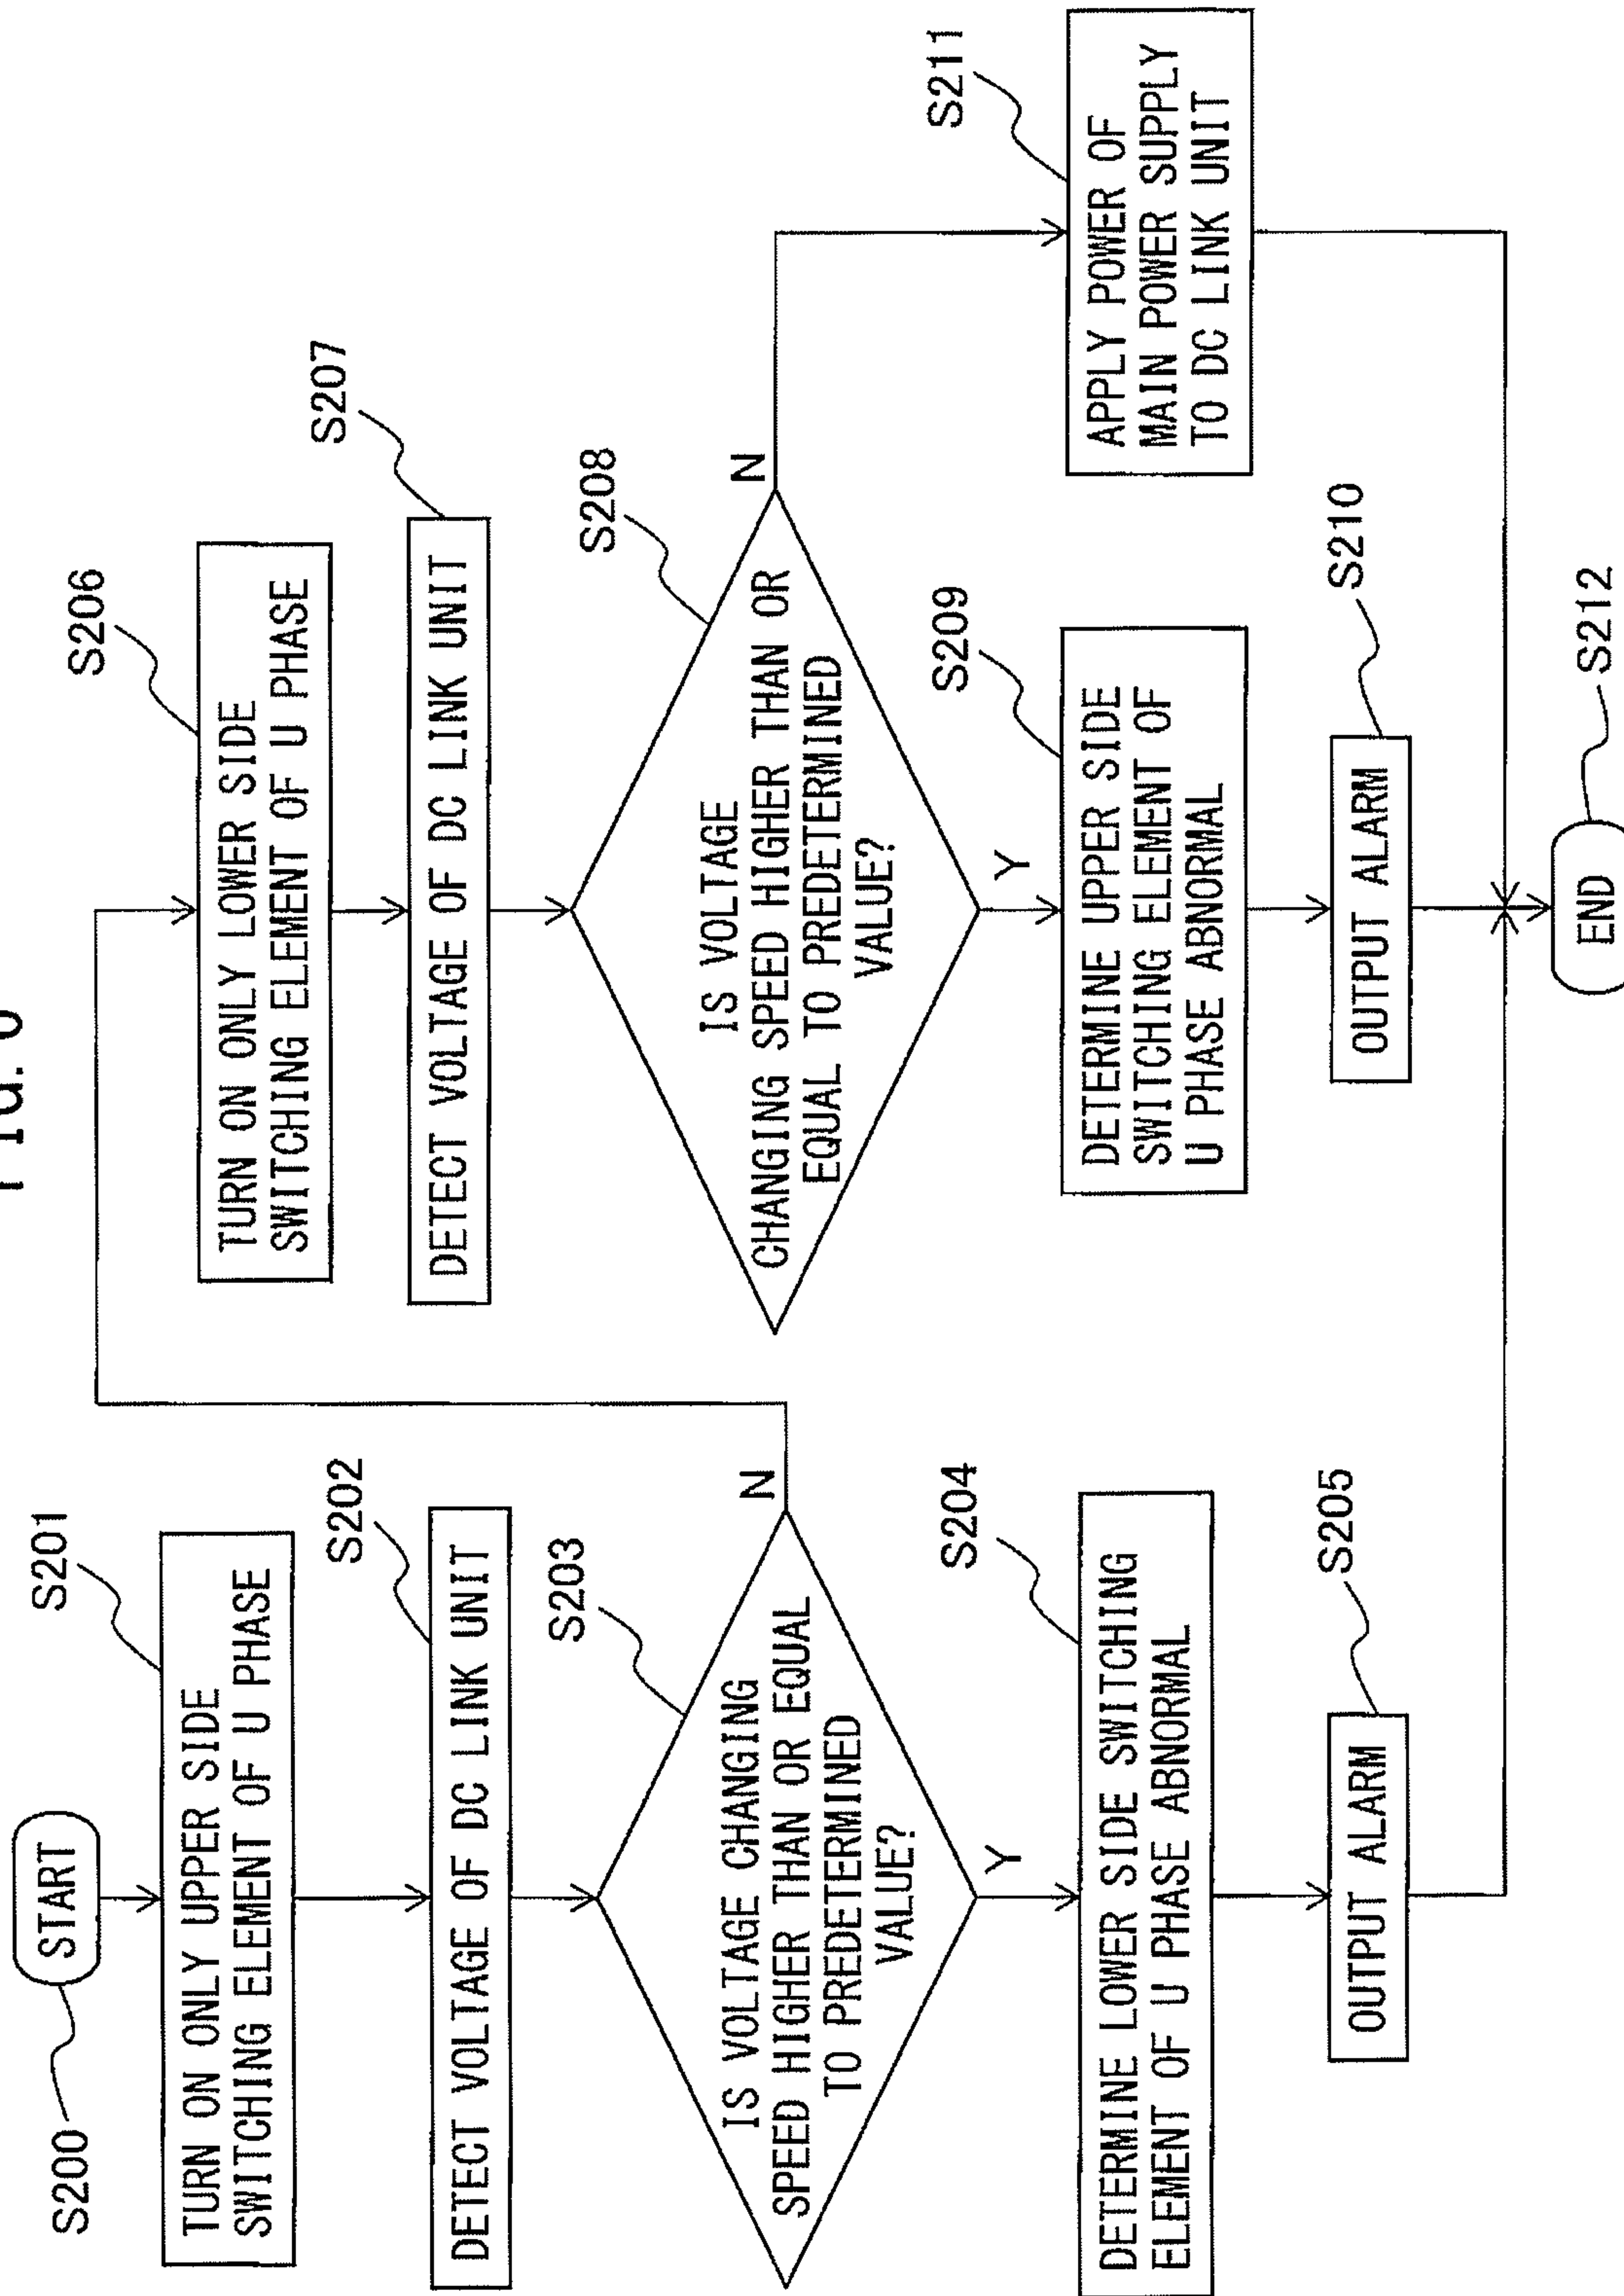 S200
START
S201
TURN ON ONLY UPPER SIDE
SWITCHING ELEMENT OF U PHASE
S202
DETECT VOLTAGE OF DC LINK UNIT
S203
IS VOLTAGE CHANGING
SPEED HIGHER THAN OR EQUAL
TO PREDETERMINED
VALUE?
N
Y
S204
DETERMINE LOWER SIDE SWITCHING
ELEMENT OF U PHASE ABNORMAL
S205
OUTPUT ALARM
S206
TURN ON ONLY LOWER SIDE
SWITCHING ELEMENT OF U PHASE
S207
DETECT VOLTAGE OF DC LINK UNIT
S208
IS VOLTAGE
CHANGING SPEED HIGHER THAN OR
EQUAL TO PREDETERMINED
VALUE?
N
Y
S209
DETERMINE UPPER SIDE
SWITCHING ELEMENT OF
U PHASE ABNORMAL
S210
OUTPUT ALARM
S211
APPLY POWER OF
MAIN POWER SUPPLY
TO DC LINK UNIT
S212
END